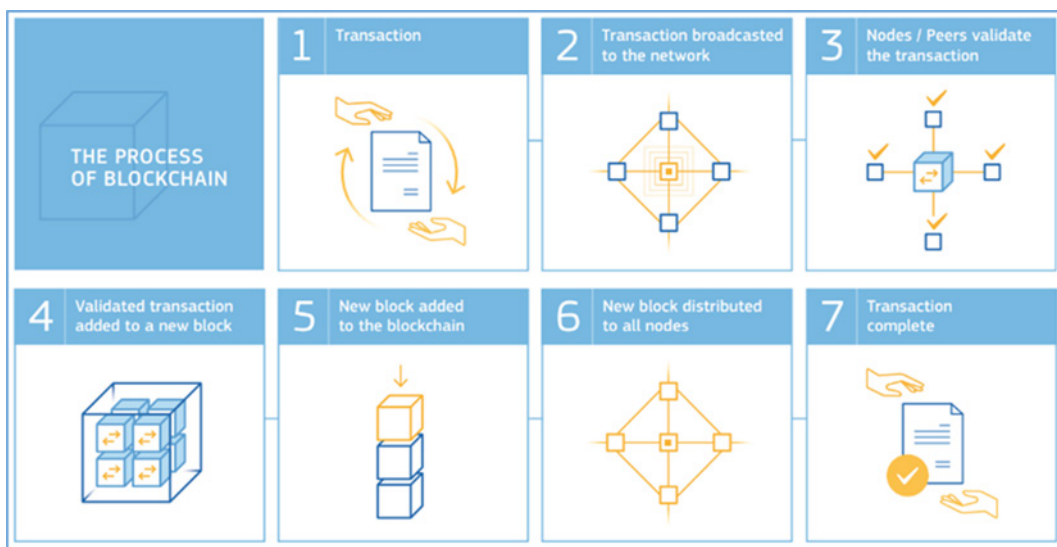 THE PROCESS
OF BLOCKCHAIN
1
Transaction
2
Transaction broadcasted
to the network
3
Nodes / Peers validate
the transaction
4
Validated transaction
added to a new block
5
New block added
to the blockchain
6
New block distributed
to all nodes
7
Transaction
complete